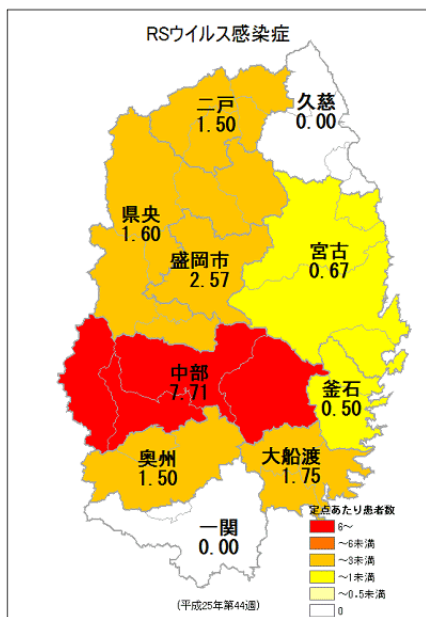 RSウイルス感染症
二戸
1.50
久慈
0.00
県央
1.60
盛岡市
2.57
宮古
0.67
中部
7.71
釜石
0.50
奥州
1.50
大船渡
1.75
一関
0.00
定点あたり患者数
6~
~6未満
~3未満
~1未満
~0.5未満
0
(平成25年第44週)